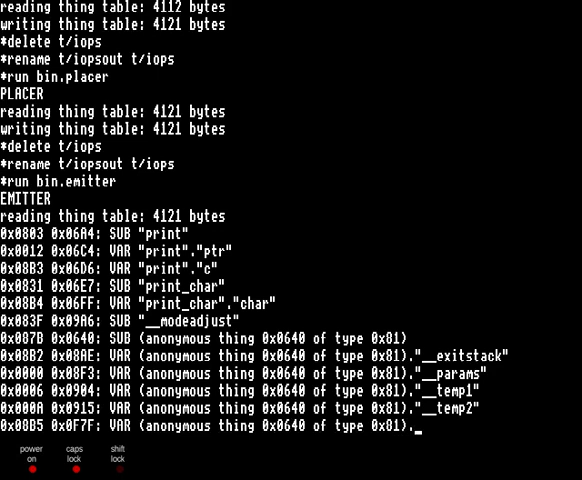 reading thing table: 4112 bytes
writing thing table: 4121 bytes
*delete t/iops
*rename t/iopsout t/iops
*run bin.placer
PLACER
reading thing table: 4121 bytes
writing thing table: 4121 bytes
*delete t/iops
*rename t/iopsout t/iops
*run bin.emitter
EMITTER
reading thing table: 4121 bytes
0x0803 0x06A4: SUB "print"
0x0012 0x06C4: VAR "print"."ptr"
0x08B3 0x06D6: VAR "print"."c"
0x0831 0x06E7: SUB "print_char"
0x08B4 0x06FF: VAR "print_char"."char"
0x083F 0x09A6: SUB "__modeadjust"
0x087B 0x0640: SUB (anonymous thing 0x0640 of type 0x81)
0x08B2 0x08AE: VAR (anonymous thing 0x0640 of type 0x81)."__exitstack"
0x0000 0x08F3: VAR (anonymous thing 0x0640 of type 0x81)."__params"
0x0006 0x0904: VAR (anonymous thing 0x0640 of type 0x81)."__temp1"
0x000A 0x0915: VAR (anonymous thing 0x0640 of type 0x81)."__temp2"
0x08B5 0x0F7F: VAR (anonymous thing 0x0640 of type 0x81)._
power on caps lock shift lock